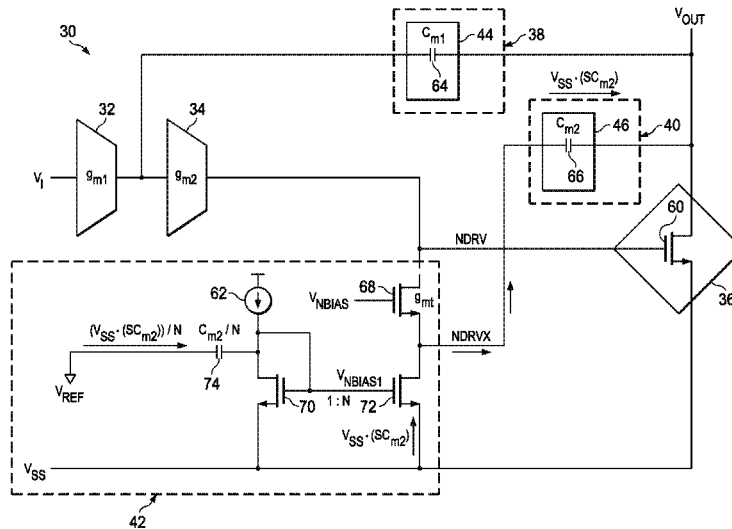 30
32
34
V_I
g_m1
g_m2
C_m1
64
44
38
V_OUT
V_SS·(SC_m2)
C_m2
66
46
40
60
NDRV
36
62
68
V_NBIAS
g_mt
NDRVX
(V_SS·(SC_m2))/N
C_m2/N
74
V_REF
V_NBIAS1
1:N
70
72
V_SS·(SC_m2)
V_SS
42